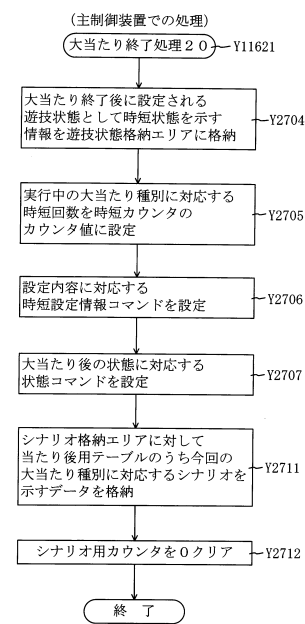 (主制御装置での処理)
大当たり終了処理20
Y11621
大当たり終了後に設定される
遊技状態として時短状態を示す
情報を遊技状態格納エリアに格納
Y2704
実行中の大当たり種別に対応する
時短回数を時短カウンタの
カウンタ値に設定
Y2705
設定内容に対応する
時短設定情報コマンドを設定
Y2706
大当たり後の状態に対応する
状態コマンドを設定
Y2707
シナリオ格納エリアに対して
当たり後用テーブルのうち今回の
大当たり種別に対応するシナリオを
示すデータを格納
Y2711
シナリオ用カウンタを0クリア
Y2712
終 了